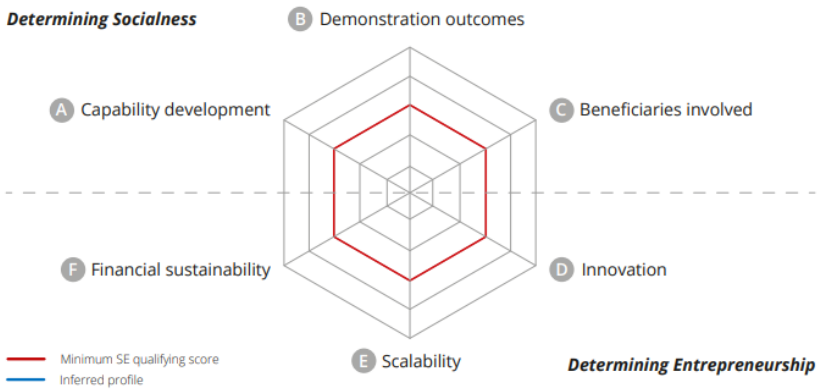 Determining Socialness
B Demonstration outcomes
A Capability development
C Beneficiaries involved
F Financial sustainability
D Innovation
E Scalability
Minimum SE qualifying score
Inferred profile
Determining Entrepreneurship